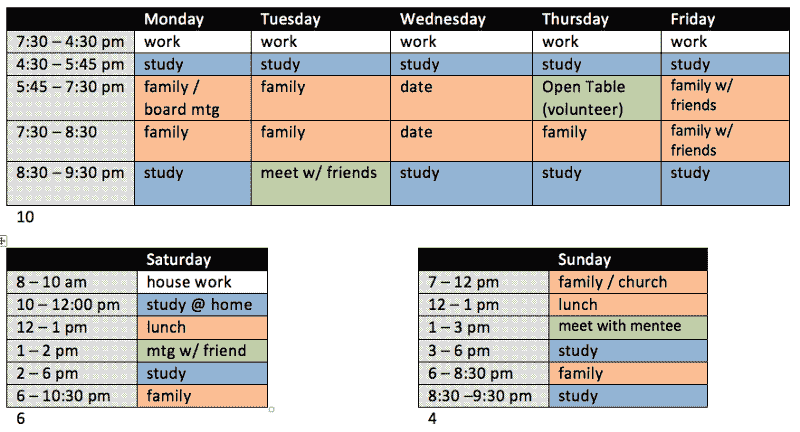 Monday Tuesday Wednesday Thursday Friday
7:30 – 4:30 pm work work work work work
4:30 – 5:45 pm study study study study study
5:45 – 7:30 pm family / board mtg family date Open Table (volunteer) family w/ friends
7:30 – 8:30 family family date family family w/ friends
8:30 – 9:30 pm study meet w/ friends study study study
10
Saturday
8 – 10 am house work
10 – 12:00 pm study @ home
12 – 1 pm lunch
1 – 2 pm mtg w/ friend
2 – 6 pm study
6 – 10:30 pm family
6
Sunday
7 – 12 pm family / church
12 – 1 pm lunch
1 – 3 pm meet with mentee
3 – 6 pm study
6 – 8:30 pm family
8:30 –9:30 pm study
4